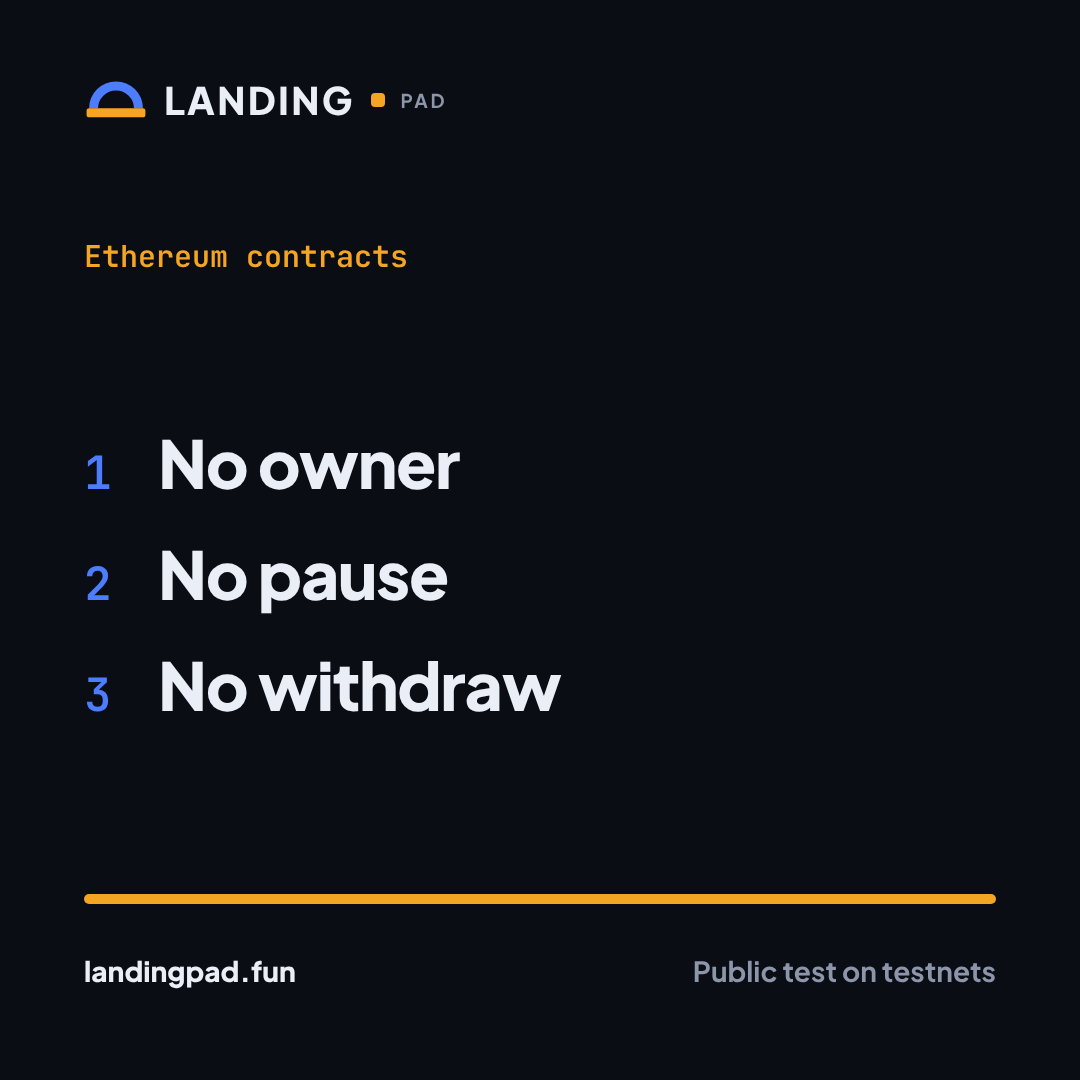 LANDING PAD
Ethereum contracts
1 No owner
2 No pause
3 No withdraw
landingpad.fun
Public test on testnets